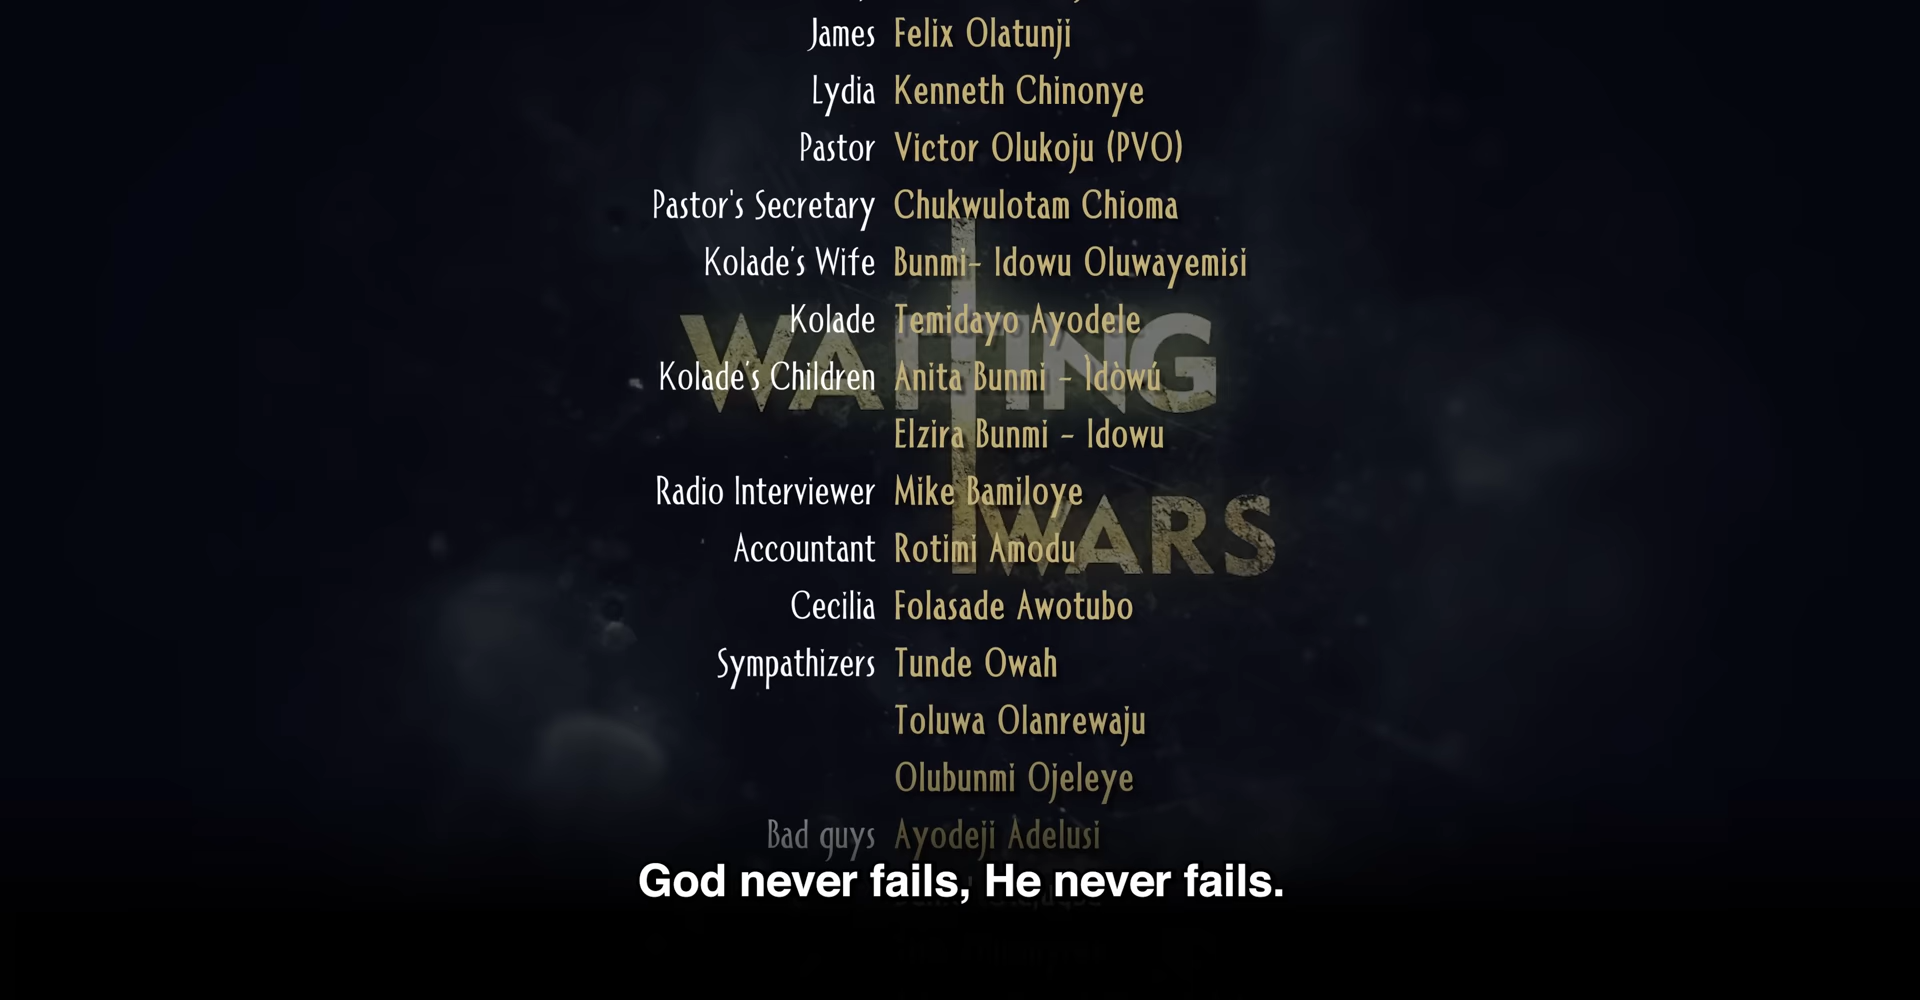 James Felix Olatunji
Lydia Kenneth Chinonye
Pastor Victor Olukoju (PVO)
Pastor's Secretary Chukwulotam Chioma
Kolade's Wife Bunmi- Idowu Oluwayemisi
Kolade Temidayo Ayodele
WAITING
Kolade's Children Anita Bunmi - Ìdòwú
Elzira Bunmi - Idowu
Radio Interviewer Mike Bamiloye
WARS
Accountant Rotimi Amodu
Cecilia Folasade Awotubo
Sympathizers Tunde Owah
Toluwa Olanrewaju
Olubunmi Ojeleye
Bad guys Ayodeji Adelusi
God never fails, He never fails.